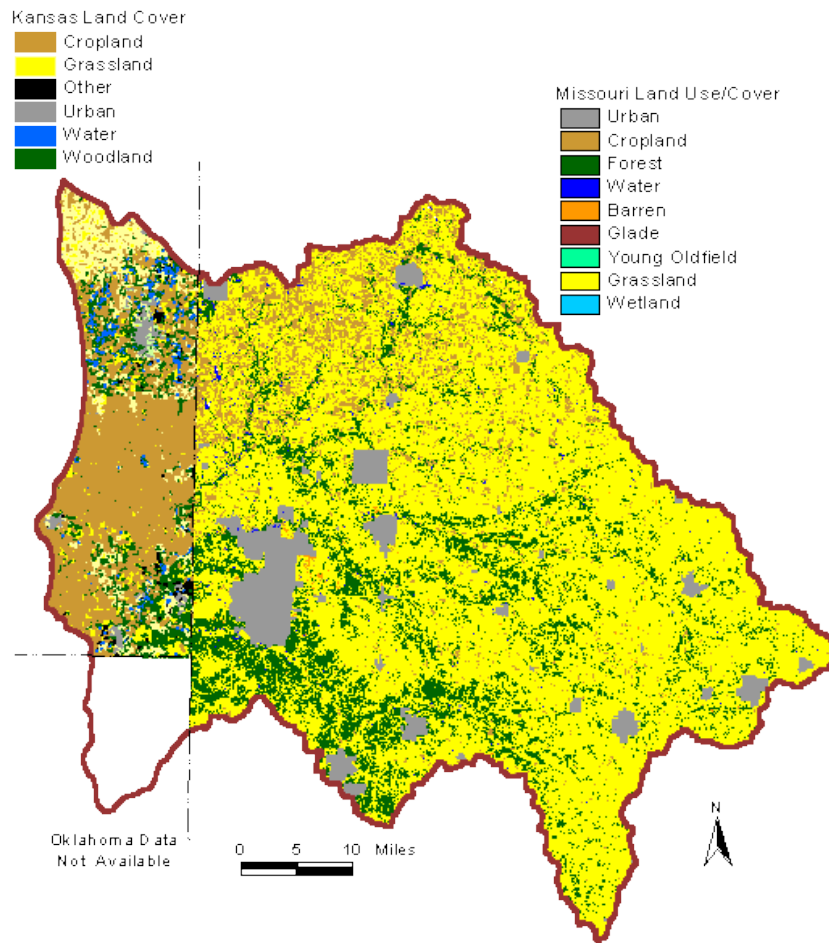 Kansas Land Cover
Cropland
Grassland
Other
Urban
Water
Woodland
Missouri Land Use/Cover
Urban
Cropland
Forest
Water
Barren
Glade
Young Oldfield
Grassland
Wetland
Oklahoma Data
Not Available
0 5 10 Miles
N